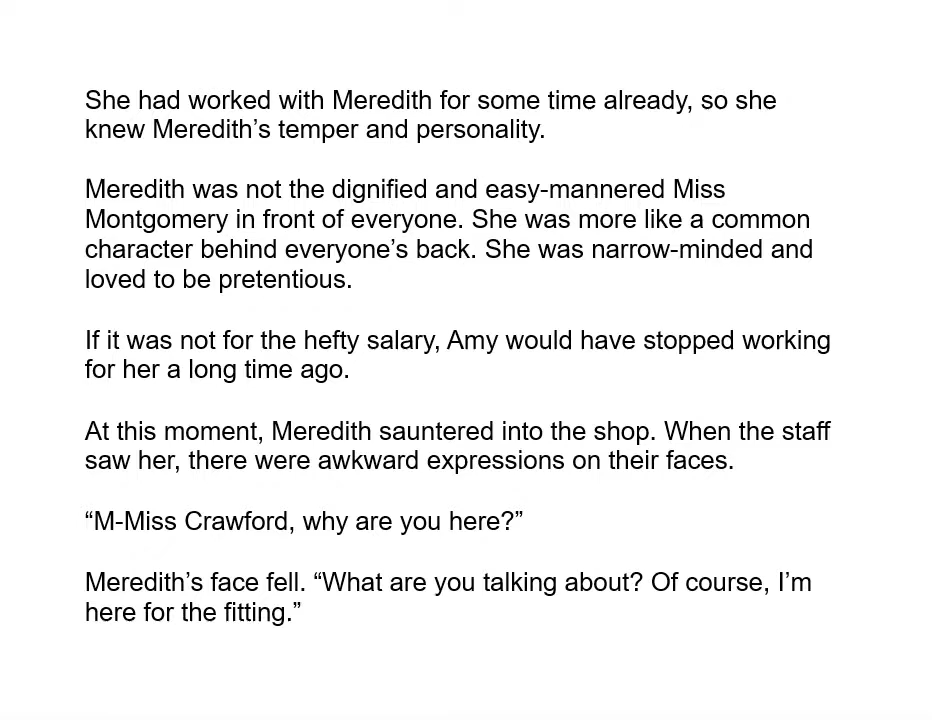 She had worked with Meredith for some time already, so she
knew Meredith’s temper and personality.
Meredith was not the dignified and easy-mannered Miss
Montgomery in front of everyone. She was more like a common
character behind everyone’s back. She was narrow-minded and
loved to be pretentious.
If it was not for the hefty salary, Amy would have stopped working
for her a long time ago.
At this moment, Meredith sauntered into the shop. When the staff
saw her, there were awkward expressions on their faces.
“M-Miss Crawford, why are you here?”
Meredith’s face fell. “What are you talking about? Of course, I’m
here for the fitting.”